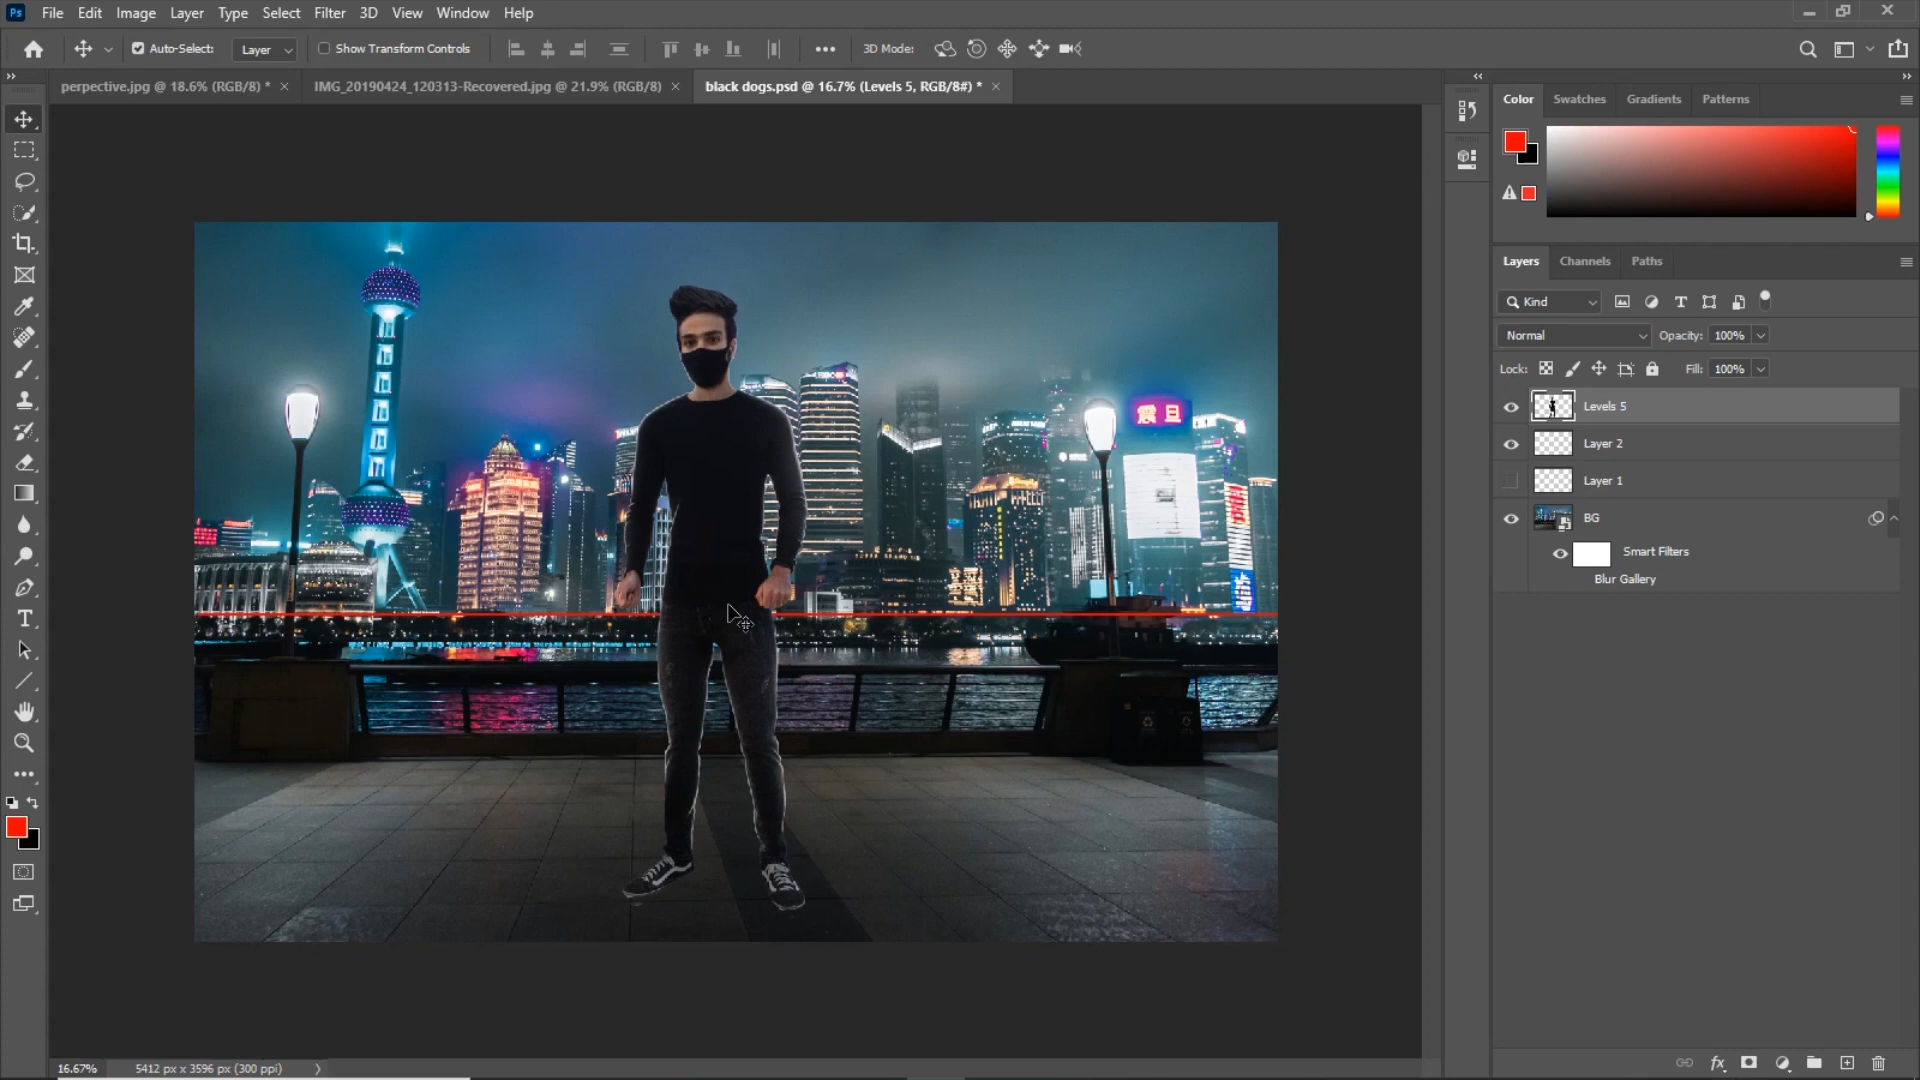 Ps File Edit Image Layer Type Select Filter 3D View Window Help
Auto-Select: Layer Show Transform Controls 3D Mode:
perpective.jpg @ 18.6% (RGB/8) * IMG_20190424_120313-Recovered.jpg @ 21.9% (RGB/8) black dogs.psd @ 16.7% (Levels 5, RGB/8#) *
Color Swatches Gradients Patterns
Layers Channels Paths
Kind
Normal Opacity: 100%
Lock: Fill: 100%
Levels 5
Layer 2
Layer 1
BG
Smart Filters
Blur Gallery
震旦
16.67% 5412 px x 3596 px (300 ppi)